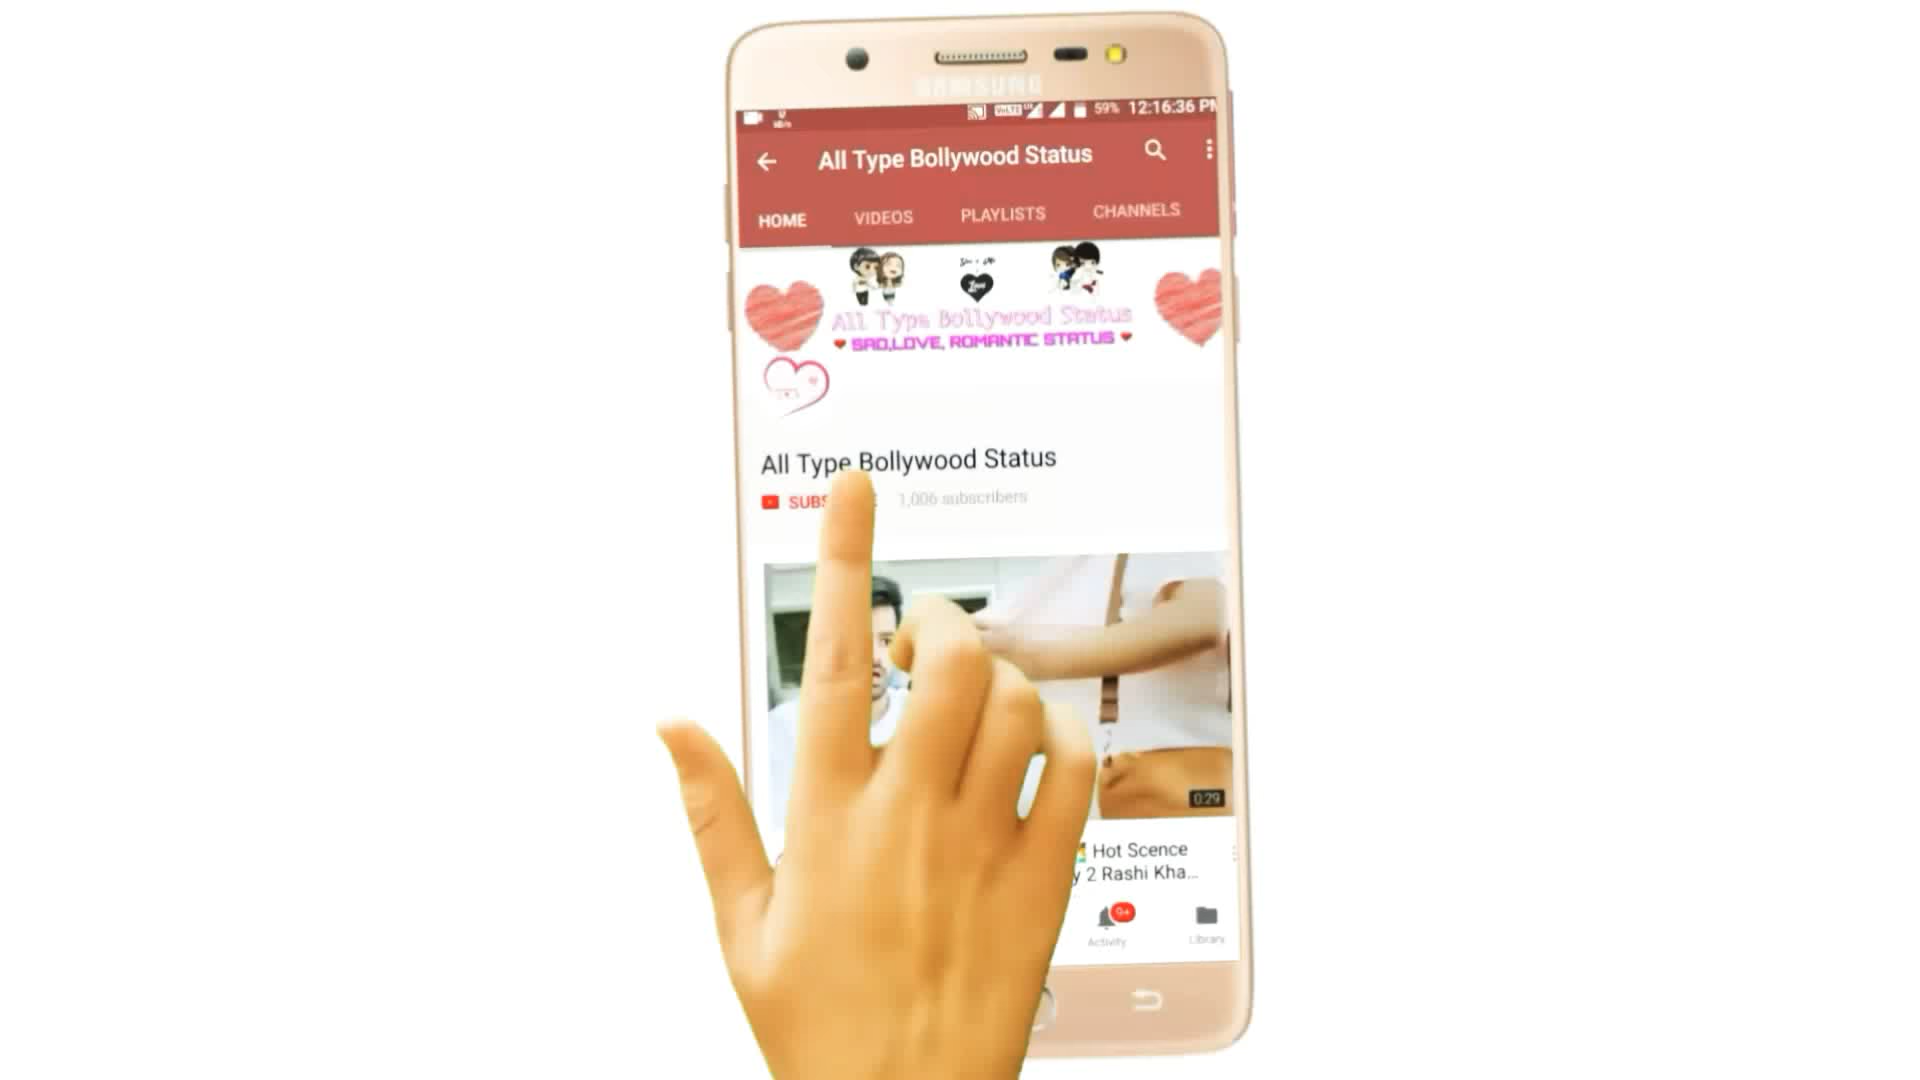 SAMSUNG
59% 12:16:36 PM
All Type Bollywood Status
HOME VIDEOS PLAYLISTS CHANNELS
Love
All Type Bollywood Status
SAD,LOVE, ROMANTIC STATUS
All Type Bollywood Status
1,006 subscribers
0:29
Hot Scence
y 2 Rashi Kha...
9+
Activity
Library